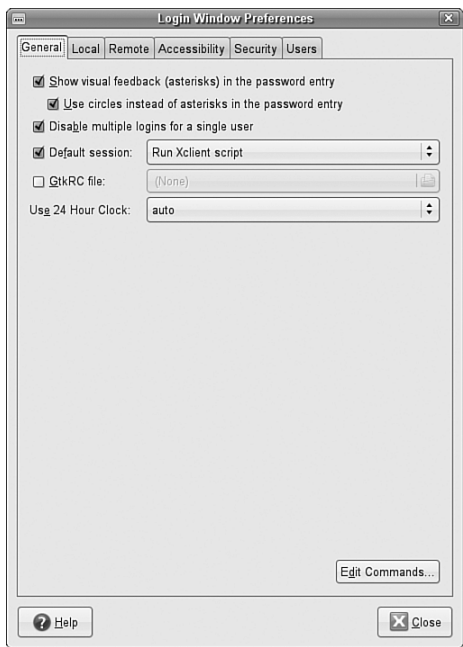 Login Window Preferences
General Local Remote Accessibility Security Users
Show visual feedback (asterisks) in the password entry
Use circles instead of asterisks in the password entry
Disable multiple logins for a single user
Default session: Run Xclient script
GtkRC file: (None)
Use 24 Hour Clock: auto
Edit Commands...
Help Close